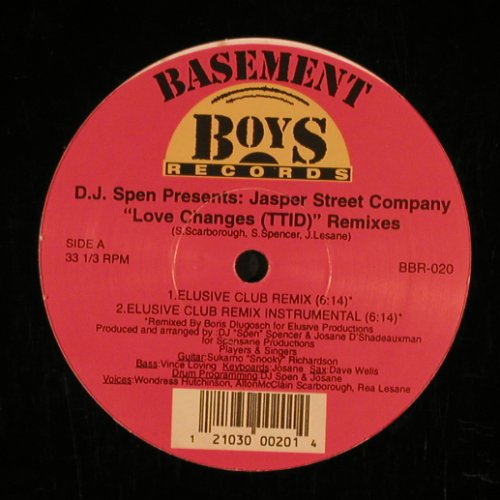 BASEMENT
BOYS
RECORDS
D.J. Spen Presents: Jasper Street Company
"Love Changes (TTID)" Remixes
(S.Scarborough, S.Spencer, J.Lesane)
SIDE A
33 1/3 RPM
BBR-020
1.ELUSIVE CLUB REMIX (6:14)*
2.ELUSIVE CLUB REMIX INSTRUMENTAL (6:14)*
*Remixed By Boris Dlugosch for Elusive Productions
Produced and arranged by :DJ "Spen" Spencer & Josane D'Shadeauxman
for Spensane Productions
Players & Singers
Guitar:Sukarno "Snooky" Richardson
Bass:Vince Loving Keyboards:Josane Sax:Dave Wells
Drum Programming:DJ Spen & Josane
Voices:Wondress Hutchinson, AltonMcClain Scarborough, Rea Lesane
1 21030 00201 4